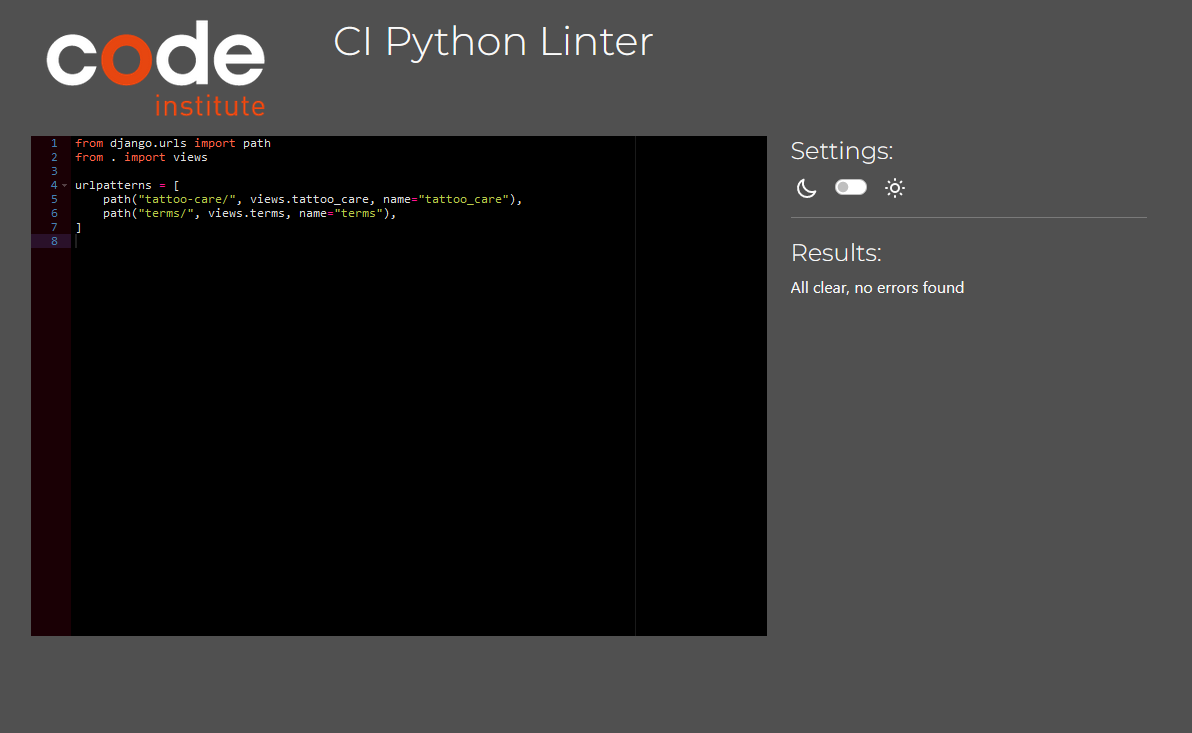 code
institute
CI Python Linter
1 from django.urls import path
2 from . import views
3
4 urlpatterns = [
5     path("tattoo-care/", views.tattoo_care, name="tattoo_care"),
6     path("terms/", views.terms, name="terms"),
7 ]
8
Settings:
Results:
All clear, no errors found